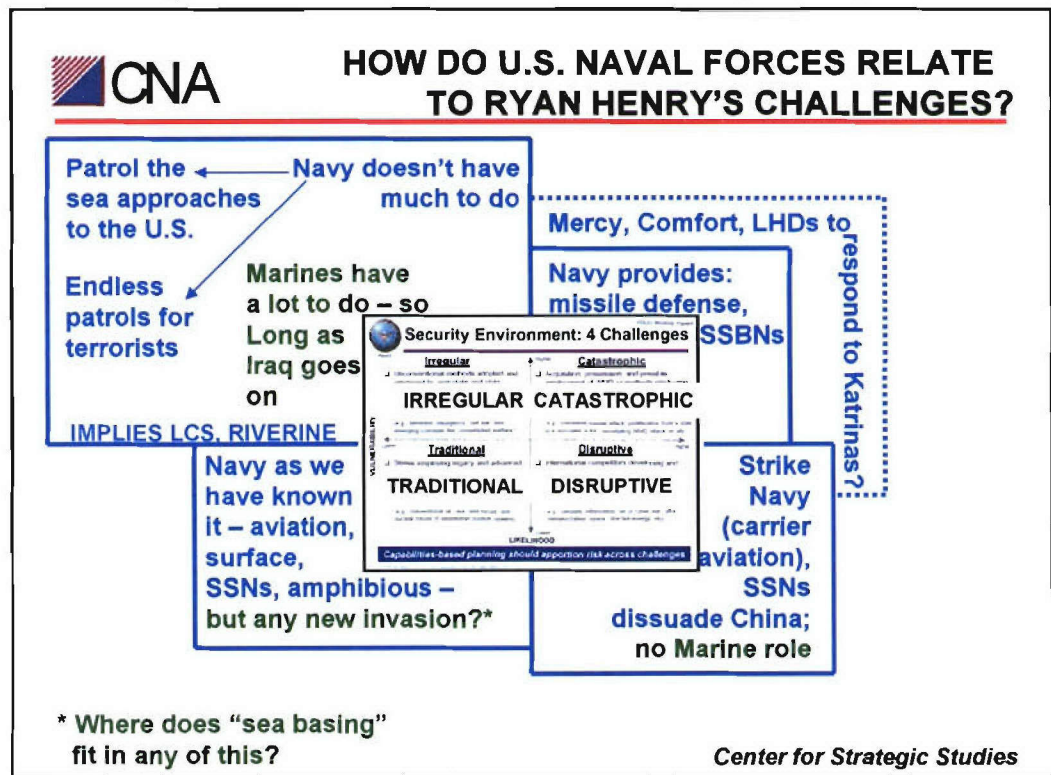 CNA
HOW DO U.S. NAVAL FORCES RELATE
TO RYAN HENRY'S CHALLENGES?
Patrol the
sea approaches
to the U.S.
Navy doesn't have
much to do
Endless
patrols for
terrorists
Marines have
a lot to do – so
Long as
Iraq goes
on
IMPLIES LCS, RIVERINE
Mercy, Comfort, LHDs to
respond to Katrinas?
Navy provides:
missile defense,
SSBNs
Security Environment: 4 Challenges
Irregular
Catastrophic
IRREGULAR
CATASTROPHIC
VULNERABILITY
Traditional
Disruptive
TRADITIONAL
DISRUPTIVE
LIKELIHOOD
Capabilities-based planning should apportion risk across challenges
Navy as we
have known
it – aviation,
surface,
SSNs, amphibious –
but any new invasion?*
Strike
Navy
(carrier
aviation),
SSNs
dissuade China;
no Marine role
* Where does "sea basing"
fit in any of this?
Center for Strategic Studies